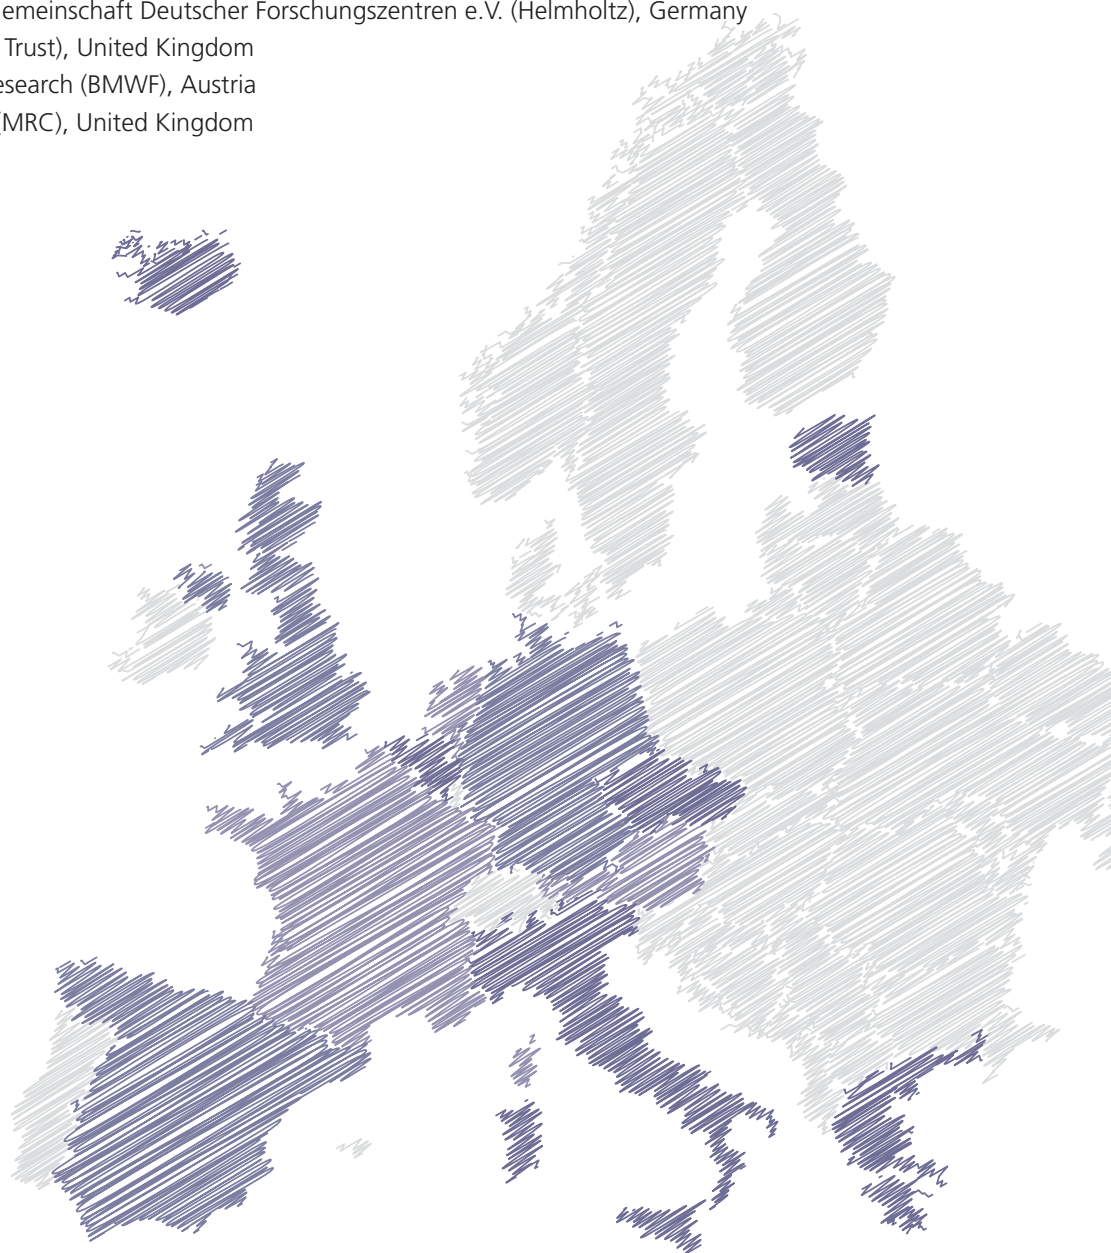 emeinschaft Deutscher Forschungszentren e.V. (Helmholtz), Germany
Trust), United Kingdom
esearch (BMWF), Austria
(MRC), United Kingdom